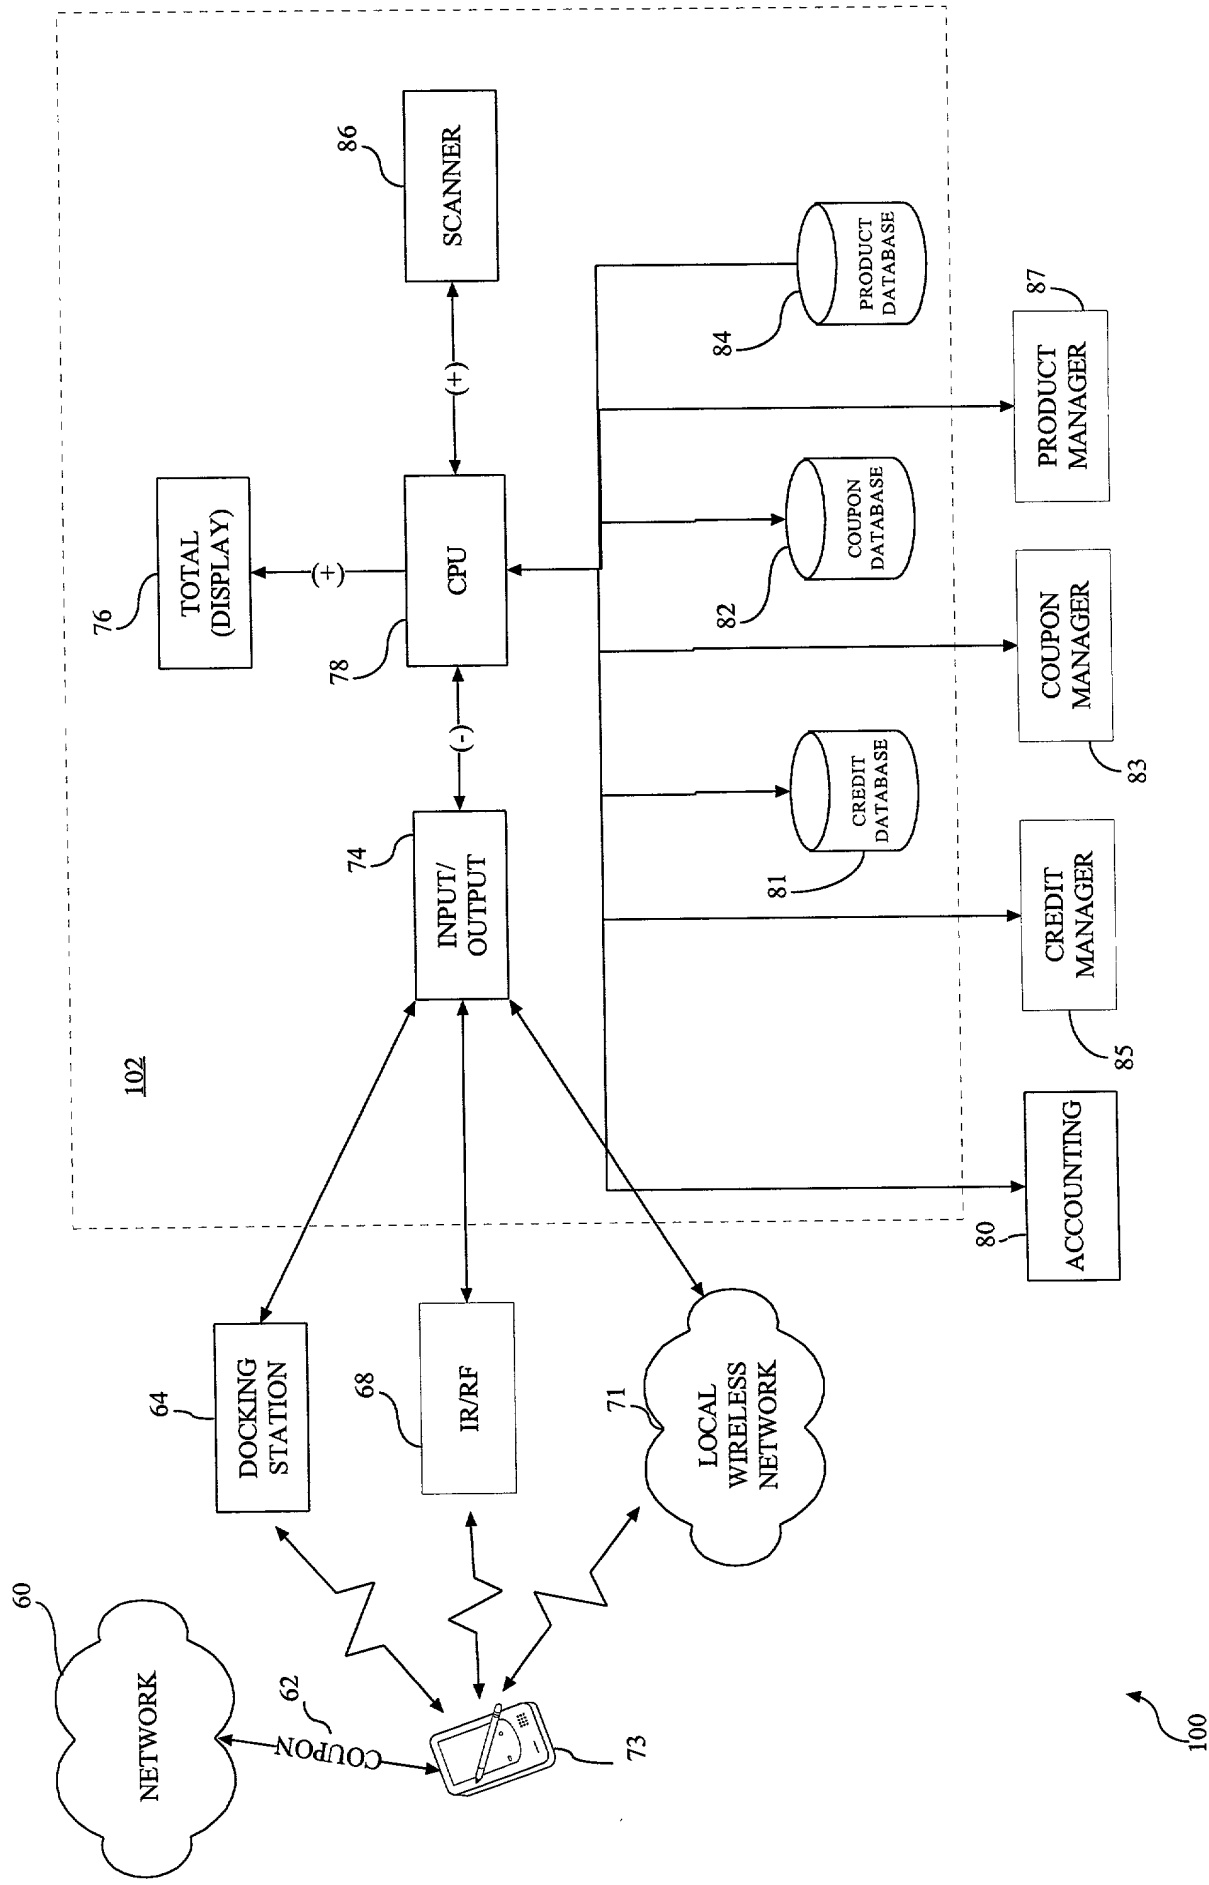 60
NETWORK
62
COUPON
73
64
DOCKING
STATION
68
IR/RF
71
LOCAL
WIRELESS
NETWORK
102
74
INPUT/
OUTPUT
(-)
76
TOTAL
(DISPLAY)
(+)
78
CPU
(+)
86
SCANNER
81
CREDIT
DATABASE
82
COUPON
DATABASE
84
PRODUCT
DATABASE
80
ACCOUNTING
85
CREDIT
MANAGER
83
COUPON
MANAGER
87
PRODUCT
MANAGER
100